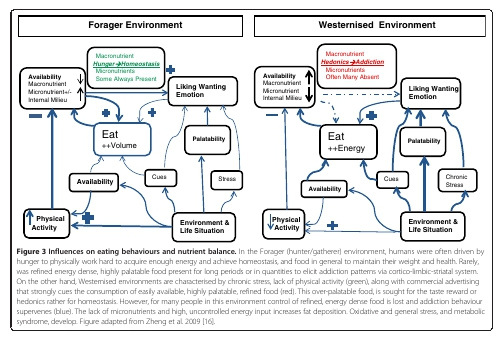 Forager Environment
Macronutrient
Hunger→Homeostasis
Micronutrients
Some Always Present
Availability
Macronutrient
Micronutrient+/-
Internal Milieu
Liking Wanting
Emotion
Eat
++Volume
Palatability
Availability
Cues
Stress
Physical
Activity
Environment &
Life Situation
Westernised Environment
Macronutrient
Hedonics→Addiction
Micronutrients
Often Many Absent
Availability
Macronutrient
Micronutrient
Internal Milieu
Liking Wanting
Emotion
Eat
++Energy
Palatability
Availability
Cues
Chronic
Stress
Physical
Activity
Environment &
Life Situation
Figure 3 Influences on eating behaviours and nutrient balance. In the Forager (hunter/gatherer) environment, humans were often driven by
hunger to physically work hard to acquire enough energy and achieve homeostasis, and food in general to maintain their weight and health. Rarely,
was refined energy dense, highly palatable food present for long periods or in quantities to elicit addiction patterns via cortico-limbic-striatal system.
On the other hand, Westernised environments are characterised by chronic stress, lack of physical activity (green), along with commercial advertising
that strongly cues the consumption of easily available, highly palatable, refined food (red). This over-palatable food, is sought for the taste reward or
hedonics rather for homeostasis. However, for many people in this environment control of refined, energy dense food is lost and addiction behaviour
supervenes (blue). The lack of micronutrients and high, uncontrolled energy input increases fat deposition. Oxidative and general stress, and metabolic
syndrome, develop. Figure adapted from Zheng et al. 2009 [16].